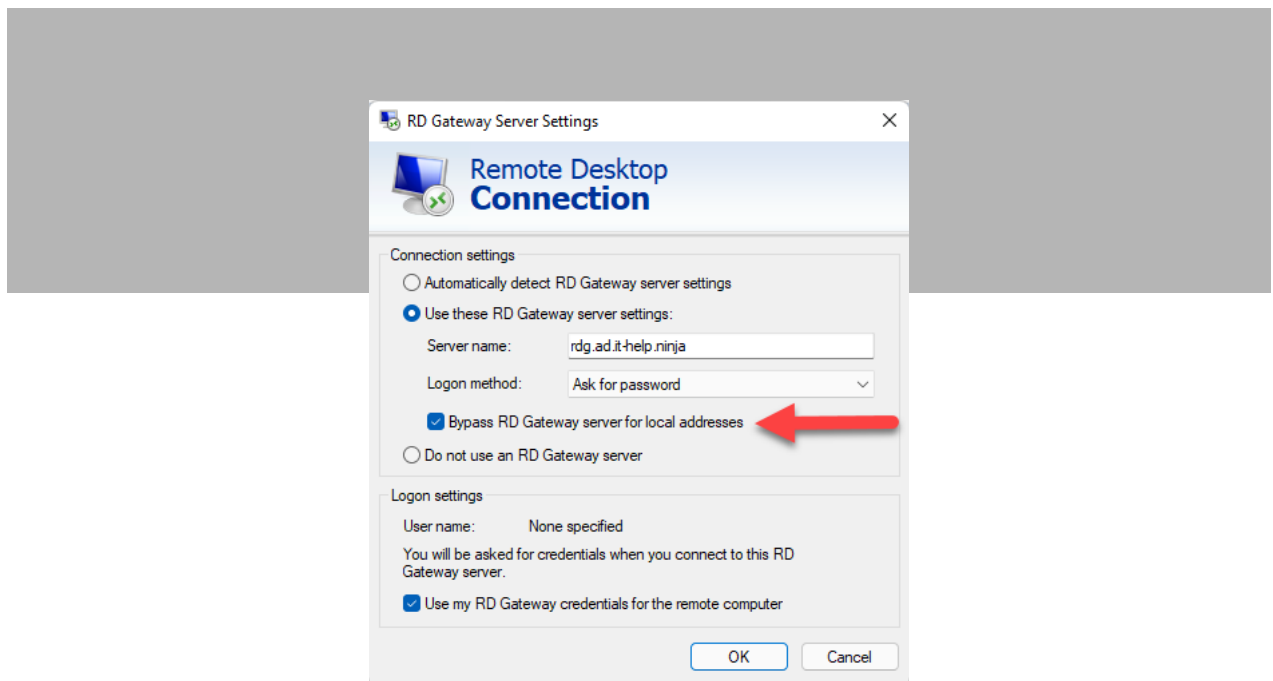 RD Gateway Server Settings
Remote Desktop
Connection
Connection settings
Automatically detect RD Gateway server settings
Use these RD Gateway server settings:
Server name: rdg.ad.it-help.ninja
Logon method: Ask for password
Bypass RD Gateway server for local addresses
Do not use an RD Gateway server
Logon settings
User name: None specified
You will be asked for credentials when you connect to this RD
Gateway server.
Use my RD Gateway credentials for the remote computer
OK Cancel